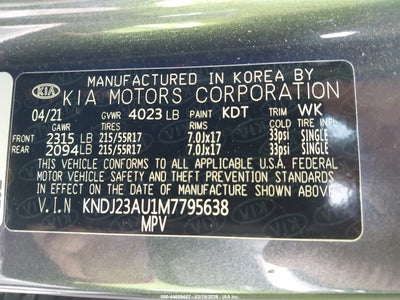 MANUFACTURED IN KOREA BY
KIA KIA MOTORS CORPORATION
04/21 GVWR 4023 LB PAINT KDT TRIM WK
GAWR TIRES RIMS
FRONT 2315 LB 215/55R17 7.0Jx17 33psi SINGLE
REAR 2094 LB 215/55R17 7.0Jx17 33psi SINGLE
THIS VEHICLE CONFORMS TO ALL APPLICABLE U.S.A. FEDERAL
MOTOR VEHICLE SAFETY AND THEFT PREVENTION STANDARDS
IN EFFECT ON THE DATE OF MANUFACTURE SHOWN ABOVE.
V.I.N KNDJ23AU1M7795638
MPV